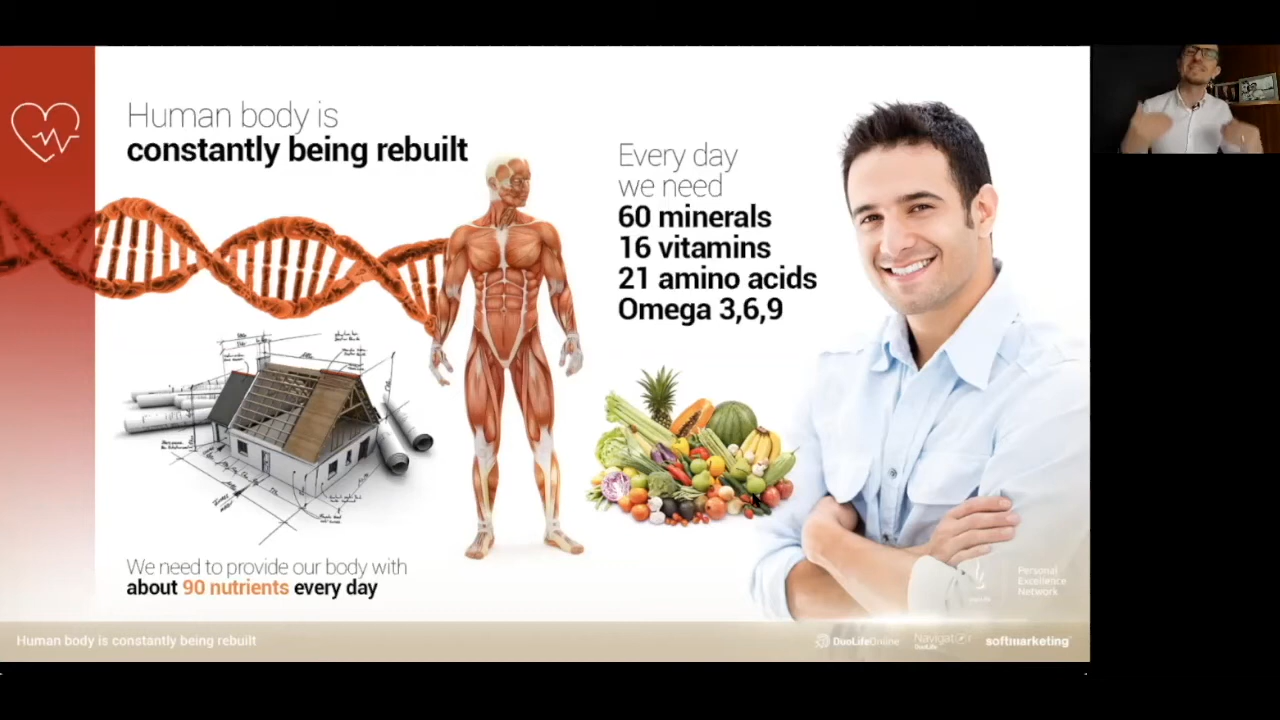 Human body is
constantly being rebuilt
Every day
we need
60 minerals
16 vitamins
21 amino acids
Omega 3,6,9
We need to provide our body with
about 90 nutrients every day
Personal
Excellence
Network
Human body is constantly being rebuilt
DuoLifeOnline
Navigator
DuoLife
softmarketing